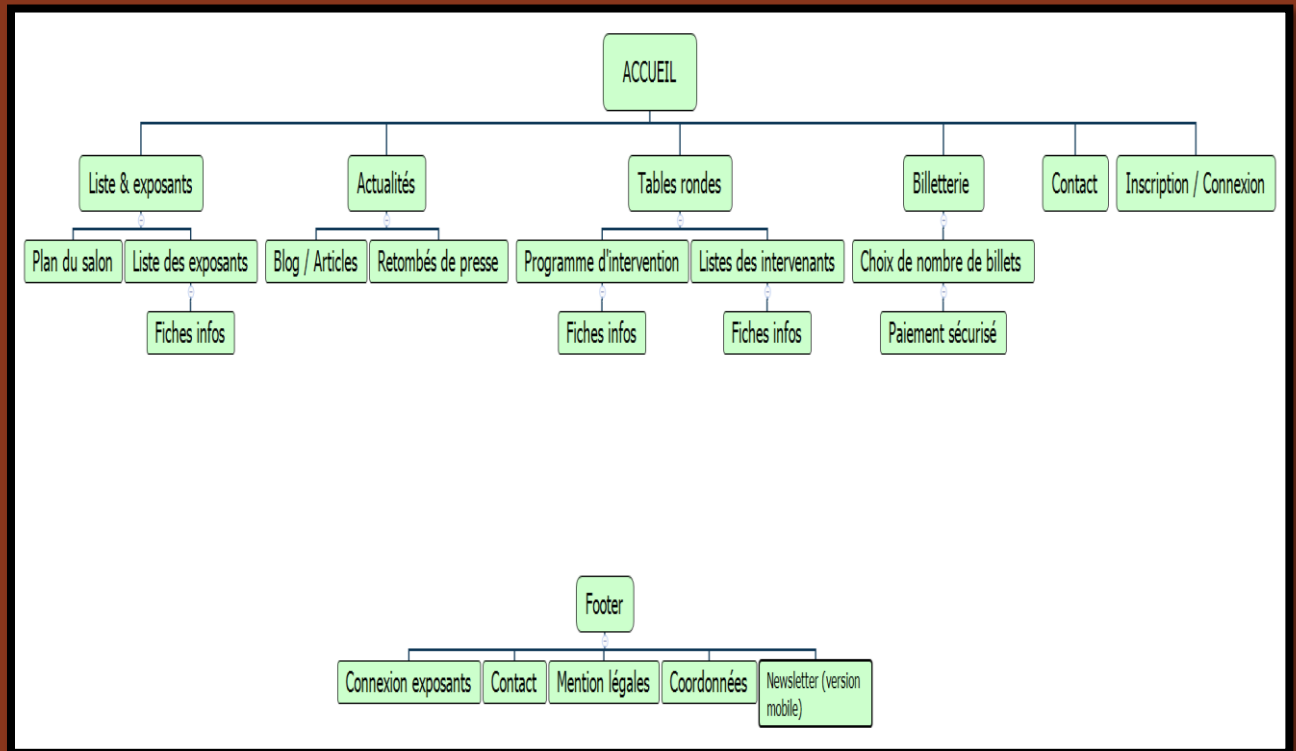 ACCUEIL
Liste & exposants
Actualités
Tables rondes
Billetterie
Contact
Inscription / Connexion
Plan du salon
Liste des exposants
Blog / Articles
Retombés de presse
Programme d'intervention
Listes des intervenants
Choix de nombre de billets
Fiches infos
Fiches infos
Fiches infos
Paiement sécurisé
Footer
Connexion exposants
Contact
Mention légales
Coordonnées
Newsletter (version
mobile)